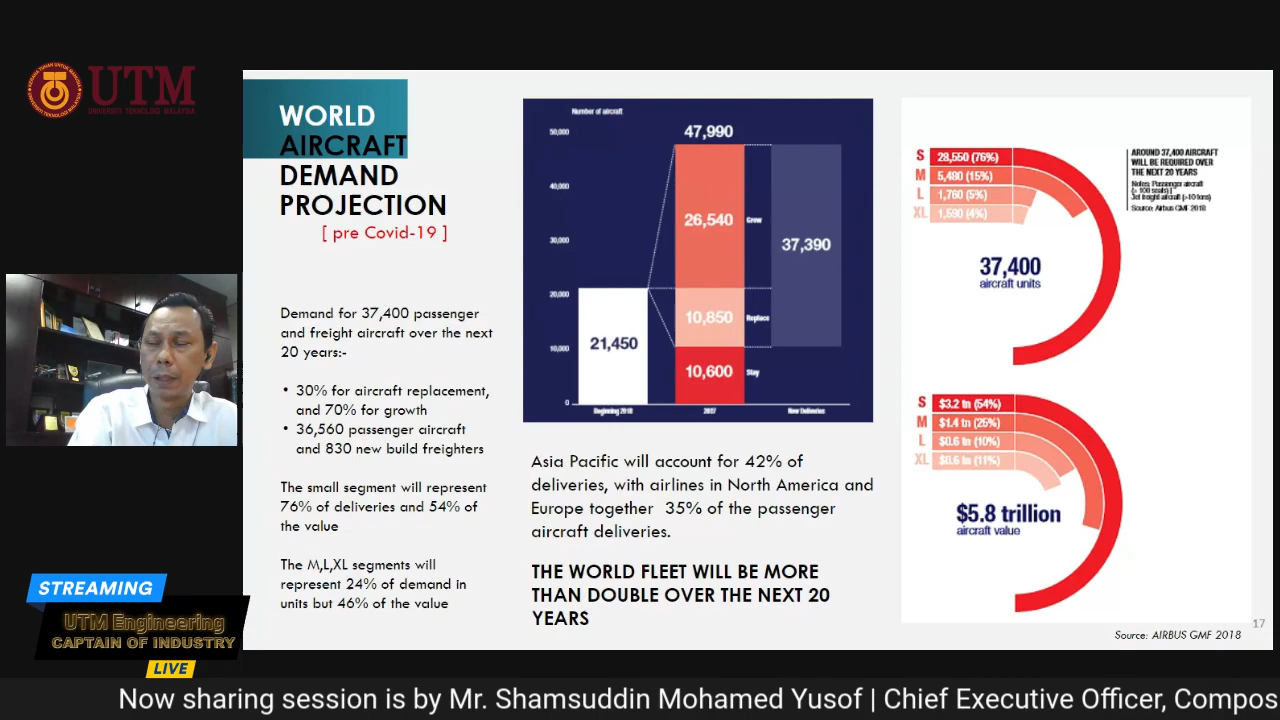 UTM
UNIVERSITI TEKNOLOGI MALAYSIA
WORLD
AIRCRAFT
DEMAND
PROJECTION
[ pre Covid-19 ]
Demand for 37,400 passenger
and freight aircraft over the next
20 years:-
• 30% for aircraft replacement,
and 70% for growth
• 36,560 passenger aircraft
and 830 new build freighters
The small segment will represent
76% of deliveries and 54% of
the value
The M,L,XL segments will
represent 24% of demand in
units but 46% of the value
Number of aircraft
50,000
40,000
30,000
20,000
10,000
0
47,990
26,540
Grow
37,390
10,850
Replace
21,450
10,600
Stay
Beginning 2018
2037
New Deliveries
Asia Pacific will account for 42% of
deliveries, with airlines in North America and
Europe together 35% of the passenger
aircraft deliveries.
THE WORLD FLEET WILL BE MORE
THAN DOUBLE OVER THE NEXT 20
YEARS
S 28,550 (76%)
M 5,480 (15%)
L 1,760 (5%)
XL 1,590 (4%)
37,400
aircraft units
AROUND 37,400 AIRCRAFT
WILL BE REQUIRED OVER
THE NEXT 20 YEARS
Notes: Passenger aircraft
(> 100 seats) |
Jet freight aircraft (>10 tons)
Source: Airbus GMF 2018
S $3.2 tn (54%)
M $1.4 tn (25%)
L $0.6 tn (10%)
XL $0.6 tn (11%)
$5.8 trillion
aircraft value
17
Source: AIRBUS GMF 2018
STREAMING
UTM Engineering
CAPTAIN OF INDUSTRY
LIVE
Now sharing session is by Mr. Shamsuddin Mohamed Yusof | Chief Executive Officer, Compos